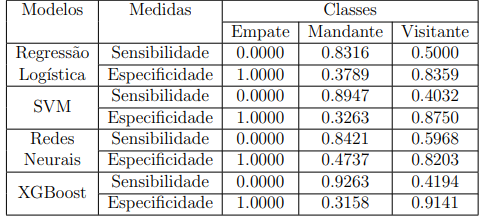 Modelos Medidas Classes
Empate Mandante Visitante
Regressão Sensibilidade 0.0000 0.8316 0.5000
Logística Especificidade 1.0000 0.3789 0.8359
SVM Sensibilidade 0.0000 0.8947 0.4032
Especificidade 1.0000 0.3263 0.8750
Redes Sensibilidade 0.0000 0.8421 0.5968
Neurais Especificidade 1.0000 0.4737 0.8203
XGBoost Sensibilidade 0.0000 0.9263 0.4194
Especificidade 1.0000 0.3158 0.9141